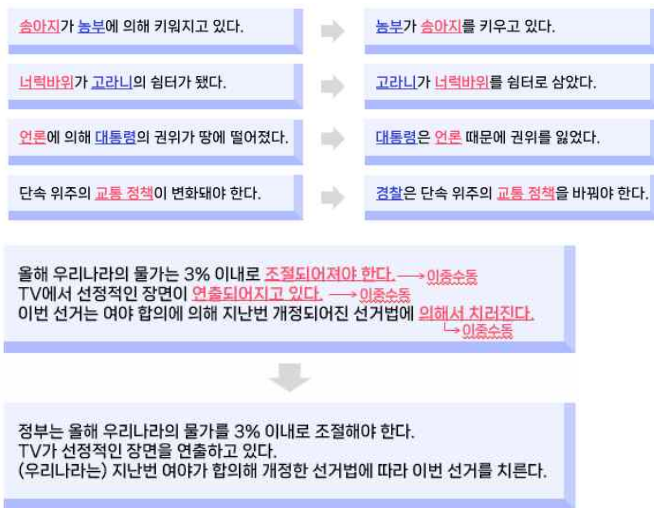 송아지가 농부에 의해 키워지고 있다.
농부가 송아지를 키우고 있다.
너럭바위가 고라니의 쉼터가 됐다.
고라니가 너럭바위를 쉼터로 삼았다.
언론에 의해 대통령의 권위가 땅에 떨어졌다.
대통령은 언론 때문에 권위를 잃었다.
단속 위주의 교통 정책이 변화돼야 한다.
경찰은 단속 위주의 교통 정책을 바꿔야 한다.
올해 우리나라의 물가는 3% 이내로 조절되어져야 한다. → 이중수동
TV에서 선정적인 장면이 연출되어지고 있다. → 이중수동
이번 선거는 여야 합의에 의해 지난번 개정되어진 선거법에 의해서 치러진다.
↳ 이중수동
정부는 올해 우리나라의 물가를 3% 이내로 조절해야 한다.
TV가 선정적인 장면을 연출하고 있다.
(우리나라는) 지난번 여야가 합의해 개정한 선거법에 따라 이번 선거를 치른다.